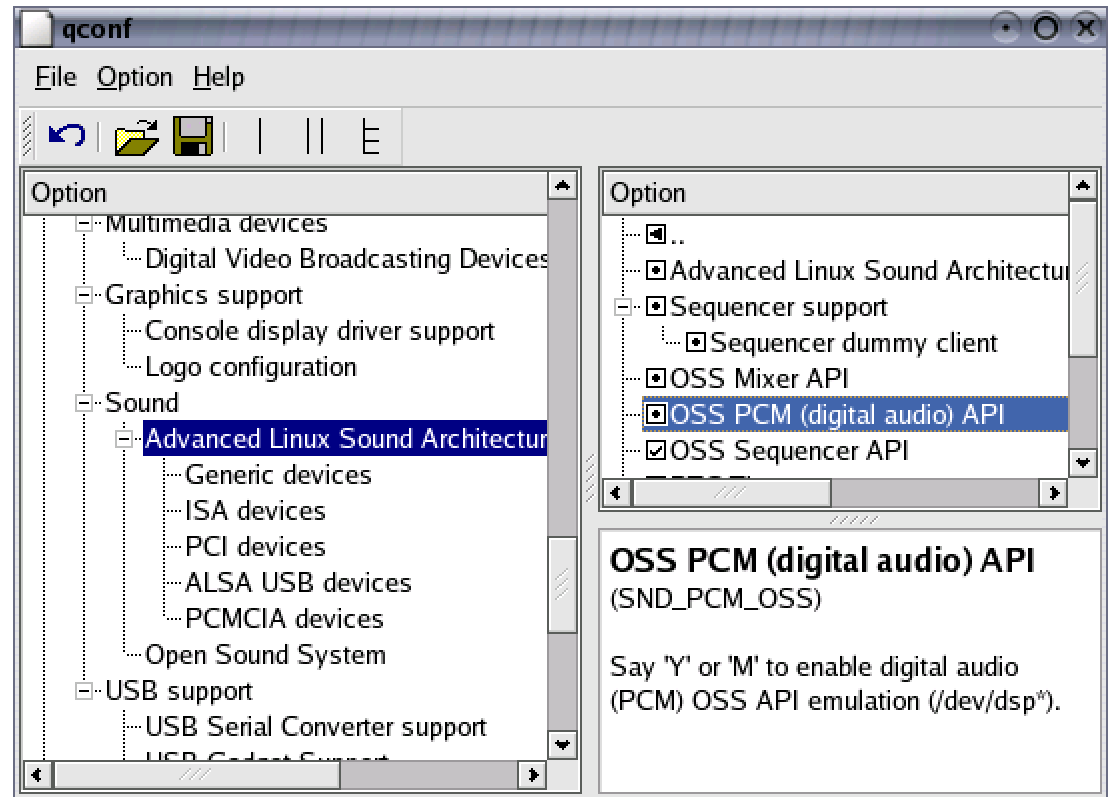 qconf
File Option Help
Option
Multimedia devices
Digital Video Broadcasting Devices
Graphics support
Console display driver support
Logo configuration
Sound
Advanced Linux Sound Architectur
Generic devices
ISA devices
PCI devices
ALSA USB devices
PCMCIA devices
Open Sound System
USB support
USB Serial Converter support
USB Gadget Support
Option
..
Advanced Linux Sound Architectur
Sequencer support
Sequencer dummy client
OSS Mixer API
OSS PCM (digital audio) API
OSS Sequencer API
OSS PCM (digital audio) API
(SND_PCM_OSS)
Say 'Y' or 'M' to enable digital audio
(PCM) OSS API emulation (/dev/dsp*).